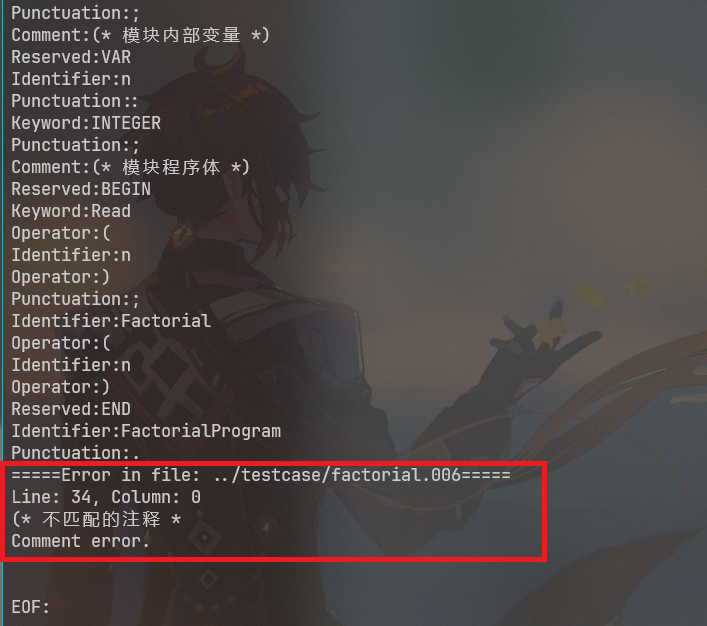 Punctuation:;
Comment:(* 模块内部变量 *)
Reserved:VAR
Identifier:n
Punctuation::
Keyword:INTEGER
Punctuation:;
Comment:(* 模块程序体 *)
Reserved:BEGIN
Keyword:Read
Operator:(
Identifier:n
Operator:)
Punctuation:;
Identifier:Factorial
Operator:(
Identifier:n
Operator:)
Reserved:END
Identifier:FactorialProgram
Punctuation:.
=====Error in file: ../testcase/factorial.006=====
Line: 34, Column: 0
(* 不匹配的注释 *
Comment error.
EOF: